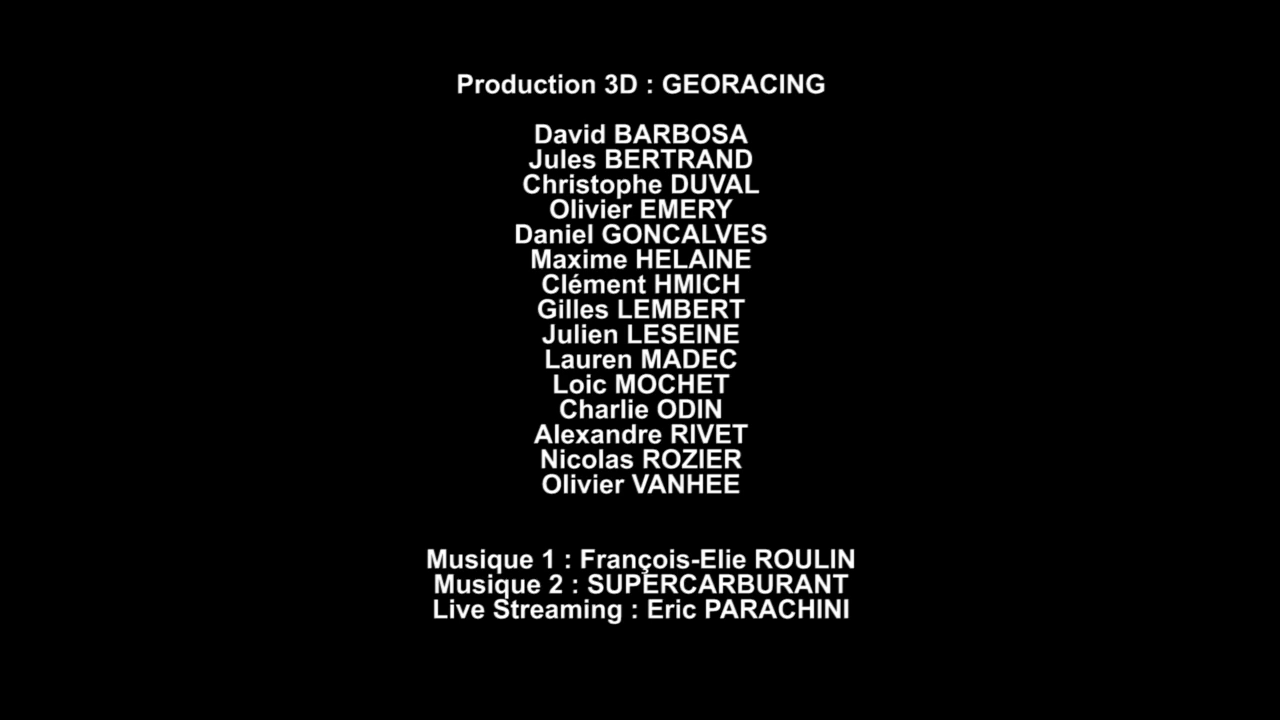 Production 3D : GEORACING
David BARBOSA
Jules BERTRAND
Christophe DUVAL
Olivier EMERY
Daniel GONCALVES
Maxime HELAINE
Clément HMICH
Gilles LEMBERT
Julien LESEINE
Lauren MADEC
Loic MOCHET
Charlie ODIN
Alexandre RIVET
Nicolas ROZIER
Olivier VANHEE
Musique 1 : François-Elie ROULIN
Musique 2 : SUPERCARBURANT
Live Streaming : Eric PARACHINI